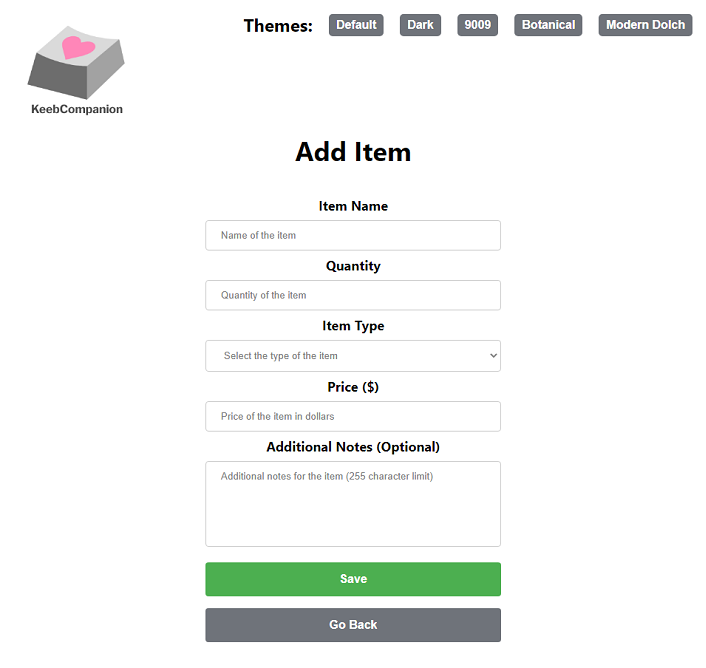 Themes: Default Dark 9009 Botanical Modern Dolch
KeebCompanion
Add Item
Item Name
Name of the item
Quantity
Quantity of the item
Item Type
Select the type of the item
Price ($)
Price of the item in dollars
Additional Notes (Optional)
Additional notes for the item (255 character limit)
Save
Go Back